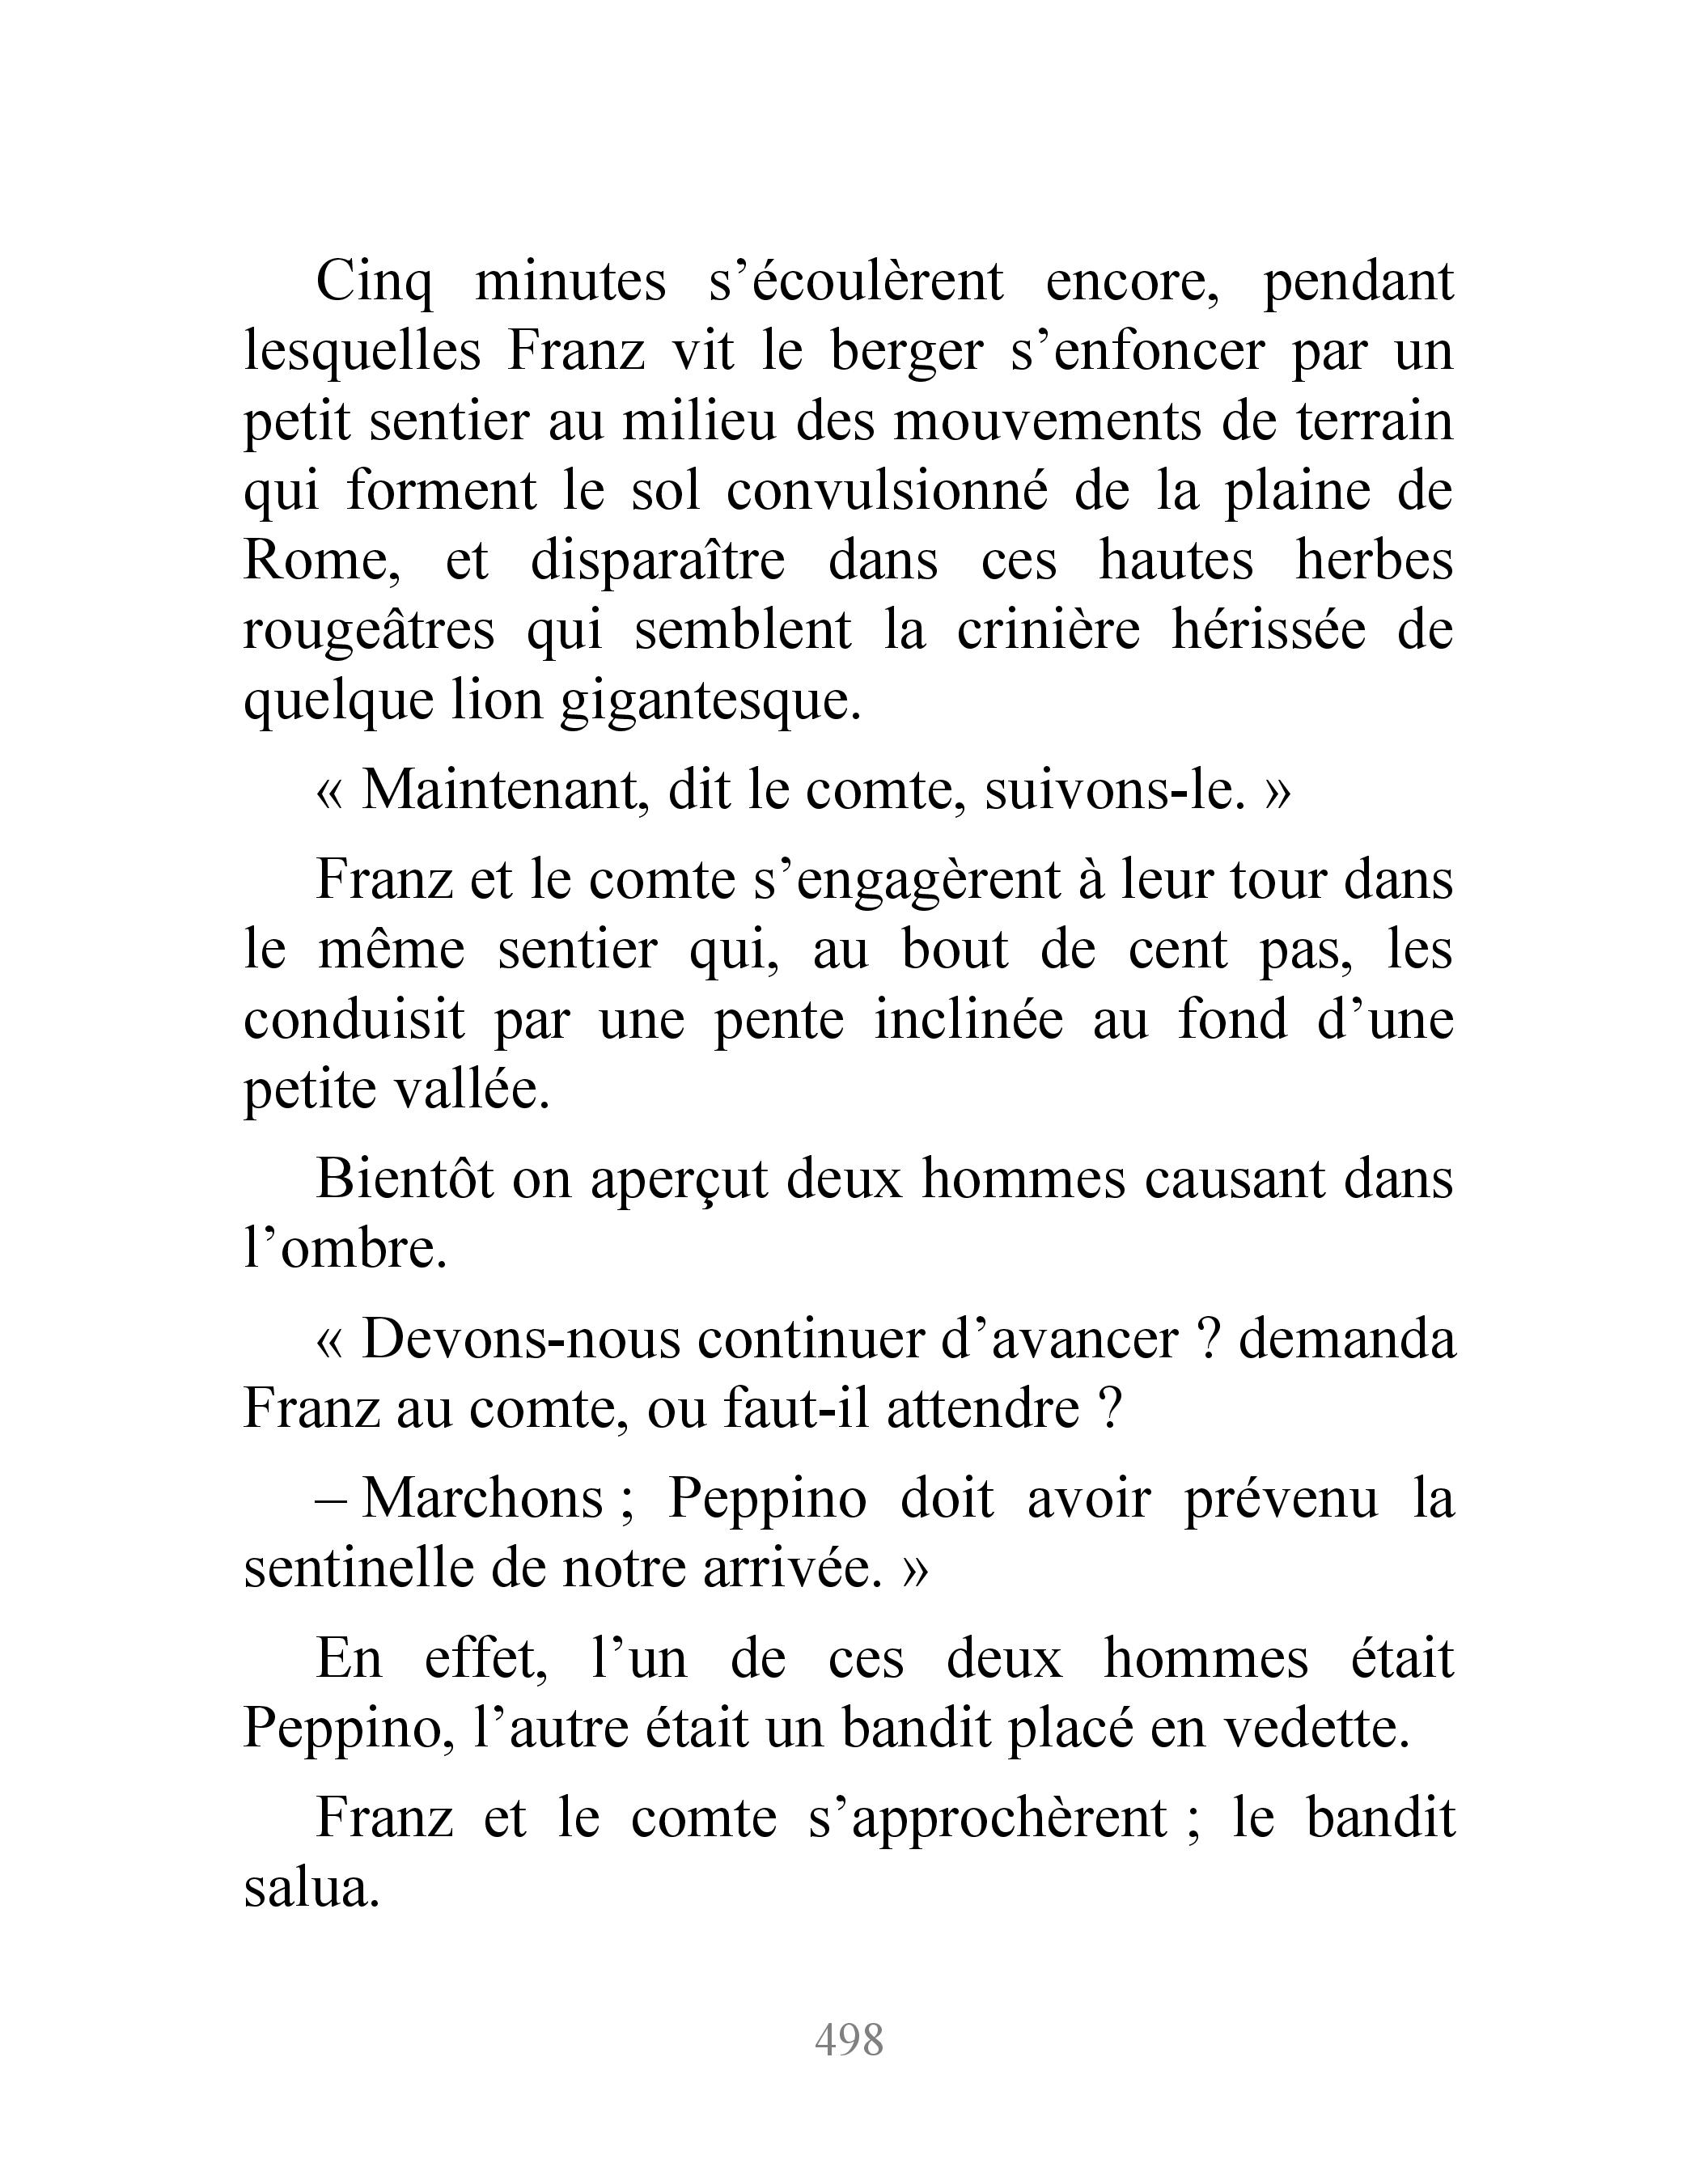 Cinq minutes s’écoulèrent encore, pendant
lesquelles Franz vit le berger s’enfoncer par un
petit sentier au milieu des mouvements de terrain
qui forment le sol convulsionné de la plaine de
Rome, et disparaître dans ces hautes herbes
rougeâtres qui semblent la crinière hérissée de
quelque lion gigantesque.
« Maintenant, dit le comte, suivons-le. »
Franz et le comte s’engagèrent à leur tour dans
le même sentier qui, au bout de cent pas, les
conduisit par une pente inclinée au fond d’une
petite vallée.
Bientôt on aperçut deux hommes causant dans
l’ombre.
« Devons-nous continuer d’avancer ? demanda
Franz au comte, ou faut-il attendre ?
– Marchons ; Peppino doit avoir prévenu la
sentinelle de notre arrivée. »
En effet, l’un de ces deux hommes était
Peppino, l’autre était un bandit placé en vedette.
Franz et le comte s’approchèrent ; le bandit
salua.
498